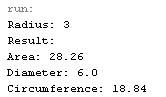 run:
Radius: 3
Result:
Area: 28.26
Diameter: 6.0
Circumference: 18.84